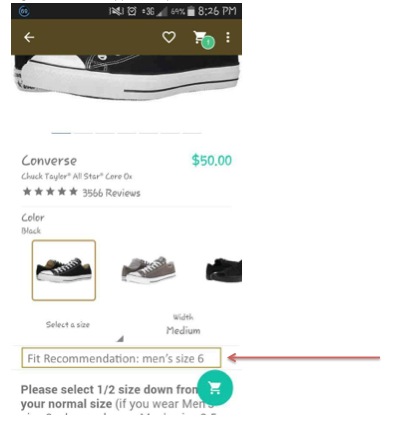 3G 69% 8:26 PM
1
Converse
$50.00
Chuck Taylor® All Star® Core Ox
3566 Reviews
Color
Black
Select a size
Width
Medium
Fit Recommendation: men's size 6
Please select 1/2 size down from
your normal size (if you wear Men's